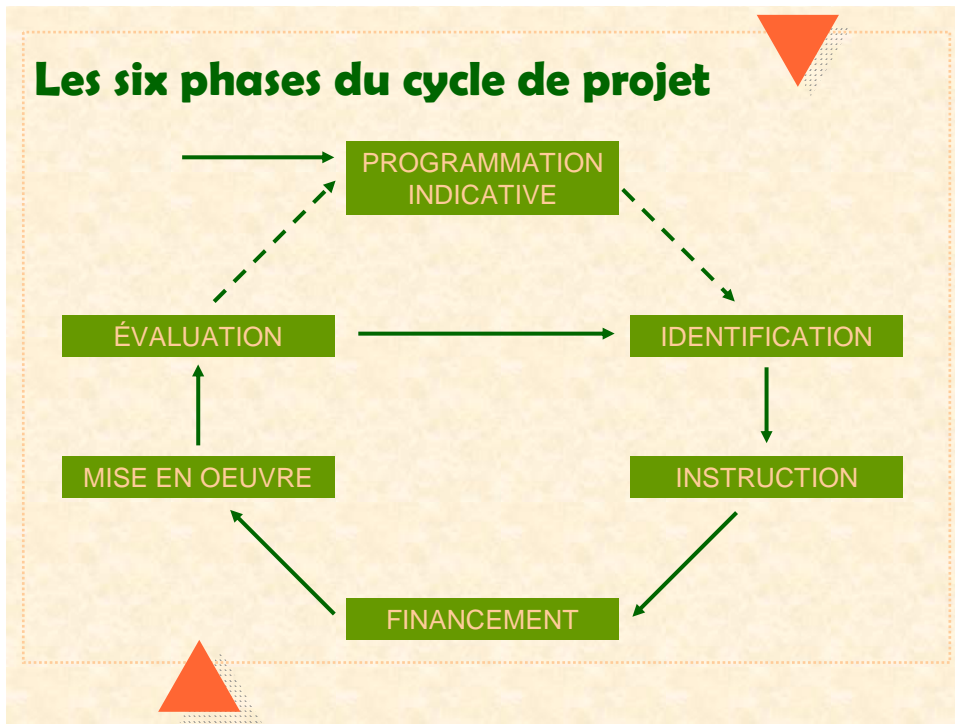 Les six phases du cycle de projet
PROGRAMMATION
INDICATIVE
ÉVALUATION
IDENTIFICATION
MISE EN OEUVRE
INSTRUCTION
FINANCEMENT